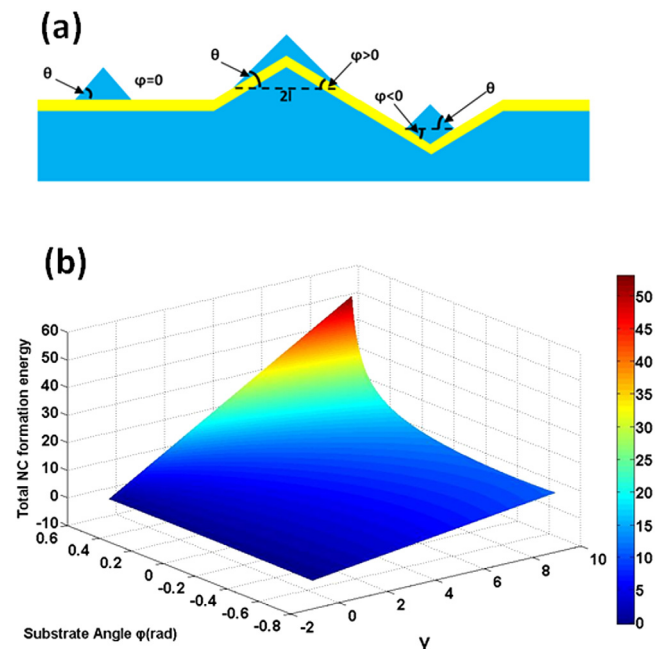 (a)
θ
φ=0
θ
φ>0
2l
φ<0
θ
(b)
Total NC formation energy
60
50
40
30
20
10
0
-10
0.6
0.4
0.2
0
-0.2
-0.4
-0.6
-0.8
Substrate Angle φ(rad)
-2
0
2
4
6
8
10
γ
50
45
40
35
30
25
20
15
10
5
0